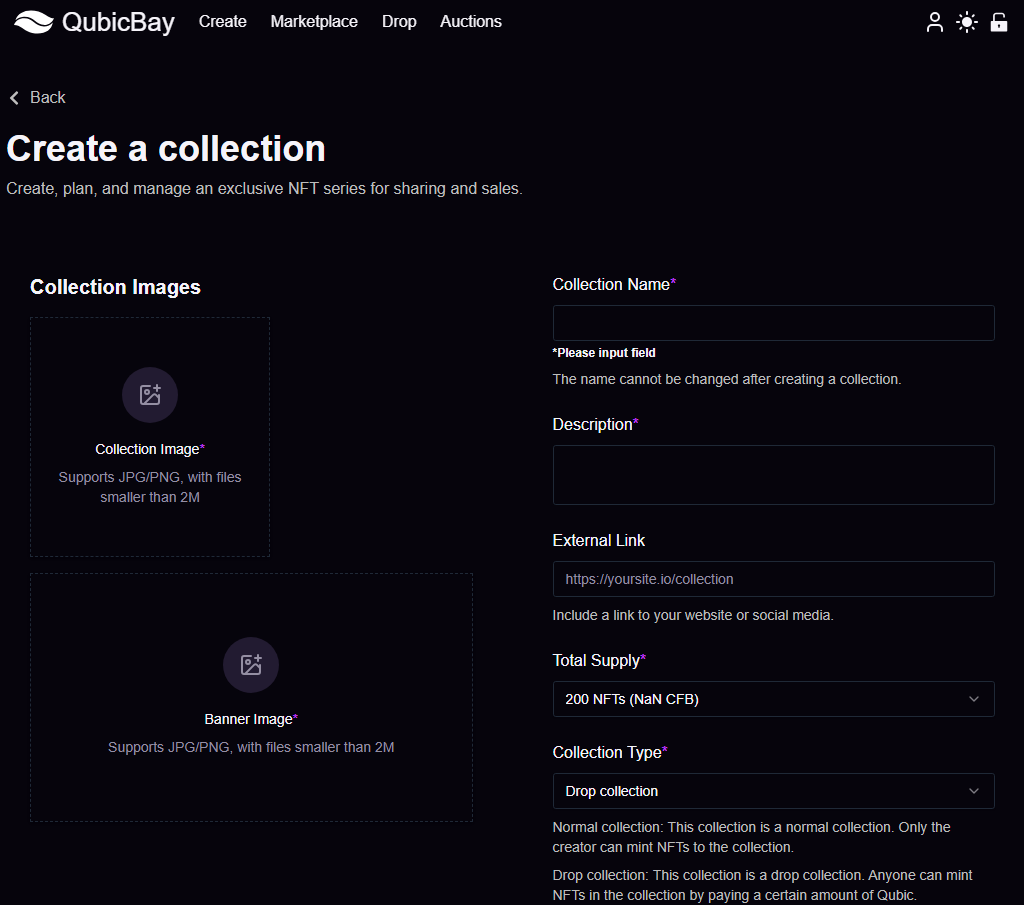 QubicBay Create Marketplace Drop Auctions
Back
Create a collection
Create, plan, and manage an exclusive NFT series for sharing and sales.
Collection Images
Collection Image*
Supports JPG/PNG, with files
smaller than 2M
Banner Image*
Supports JPG/PNG, with files smaller than 2M
Collection Name*
*Please input field
The name cannot be changed after creating a collection.
Description*
External Link
https://yoursite.io/collection
Include a link to your website or social media.
Total Supply*
200 NFTs (NaN CFB)
Collection Type*
Drop collection
Normal collection: This collection is a normal collection. Only the
creator can mint NFTs to the collection.
Drop collection: This collection is a drop collection. Anyone can mint
NFTs in the collection by paying a certain amount of Qubic.